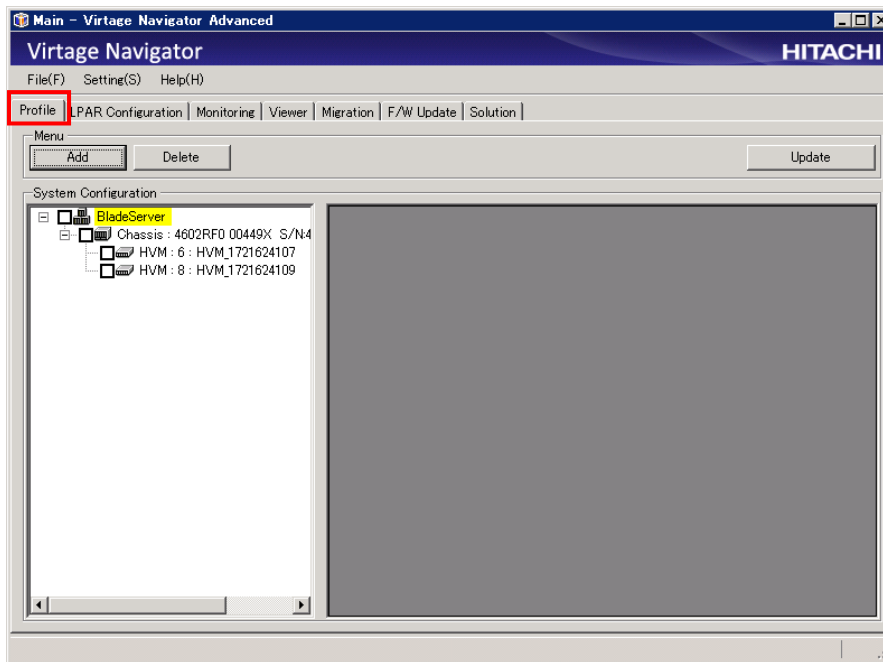 Main - Virtage Navigator Advanced
Virtage Navigator
HITACHI
File(F) Setting(S) Help(H)
Profile LPAR Configuration Monitoring Viewer Migration F/W Update Solution
Menu
Add Delete Update
System Configuration
BladeServer
Chassis : 4602RF0 00449X S/N:4
HVM : 6 : HVM_1721624107
HVM : 8 : HVM_1721624109